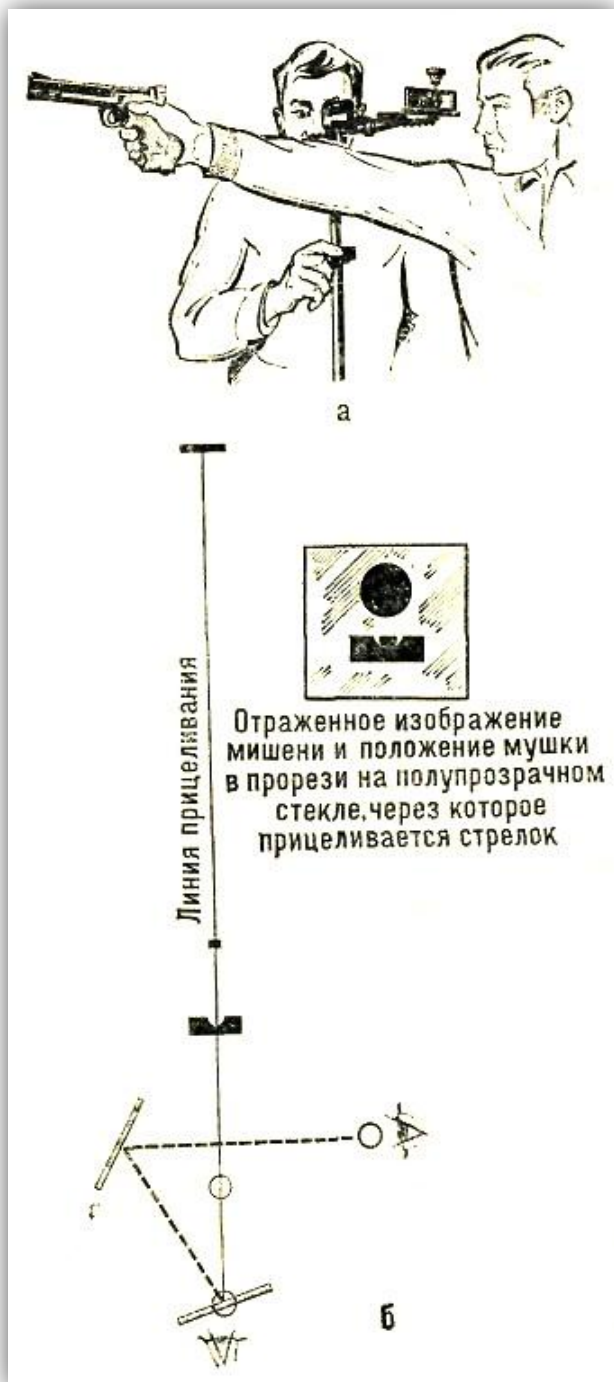 а
Линия прицеливания
Отраженное изображение
мишени и положение мушки
в прорези на полупрозрачном
стекле, через которое
прицеливается стрелок
б